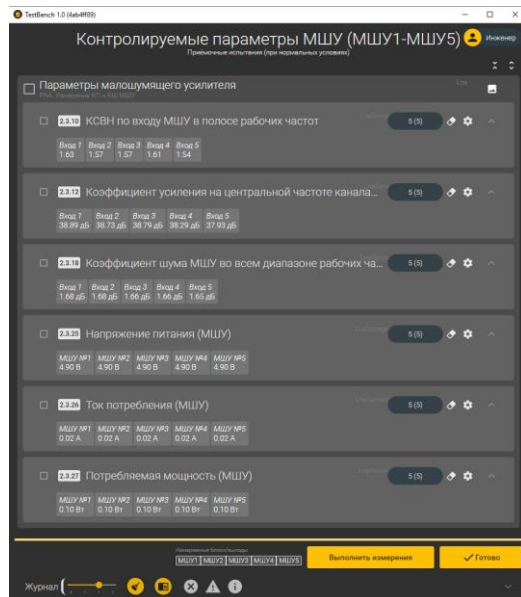 TestBench 1.0 (4ab4ff89)
Контролируемые параметры МШУ (МШУ1-МШУ5)
Инженер
Приёмочные испытания (при нормальных условиях)
Параметры малошумящего усилителя
2.3.10 КСВН по входу МШУ в полосе рабочих частот 5 (5)
Вход 1 Вход 2 Вход 3 Вход 4 Вход 5
1.63 1.57 1.57 1.61 1.54
2.3.12 Коэффициент усиления на центральной частоте канала... 5 (5)
Вход 1 Вход 2 Вход 3 Вход 4 Вход 5
38.89 дБ 38.73 дБ 38.79 дБ 38.29 дБ 37.93 дБ
2.3.18 Коэффициент шума МШУ во всем диапазоне рабочих ча... 5 (5)
Вход 1 Вход 2 Вход 3 Вход 4 Вход 5
1.68 дБ 1.68 дБ 1.66 дБ 1.66 дБ 1.65 дБ
2.3.25 Напряжение питания (МШУ) 5 (5)
МШУ №1 МШУ №2 МШУ №3 МШУ №4 МШУ №5
4.90 В 4.90 В 4.90 В 4.90 В 4.90 В
2.3.26 Ток потребления (МШУ) 5 (5)
МШУ №1 МШУ №2 МШУ №3 МШУ №4 МШУ №5
0.02 А 0.02 А 0.02 А 0.02 А 0.02 А
2.3.27 Потребляемая мощность (МШУ) 5 (5)
МШУ №1 МШУ №2 МШУ №3 МШУ №4 МШУ №5
0.10 Вт 0.10 Вт 0.10 Вт 0.10 Вт 0.10 Вт
МШУ1 МШУ2 МШУ3 МШУ4 МШУ5
Выполнить измерения
Готово
Журнал